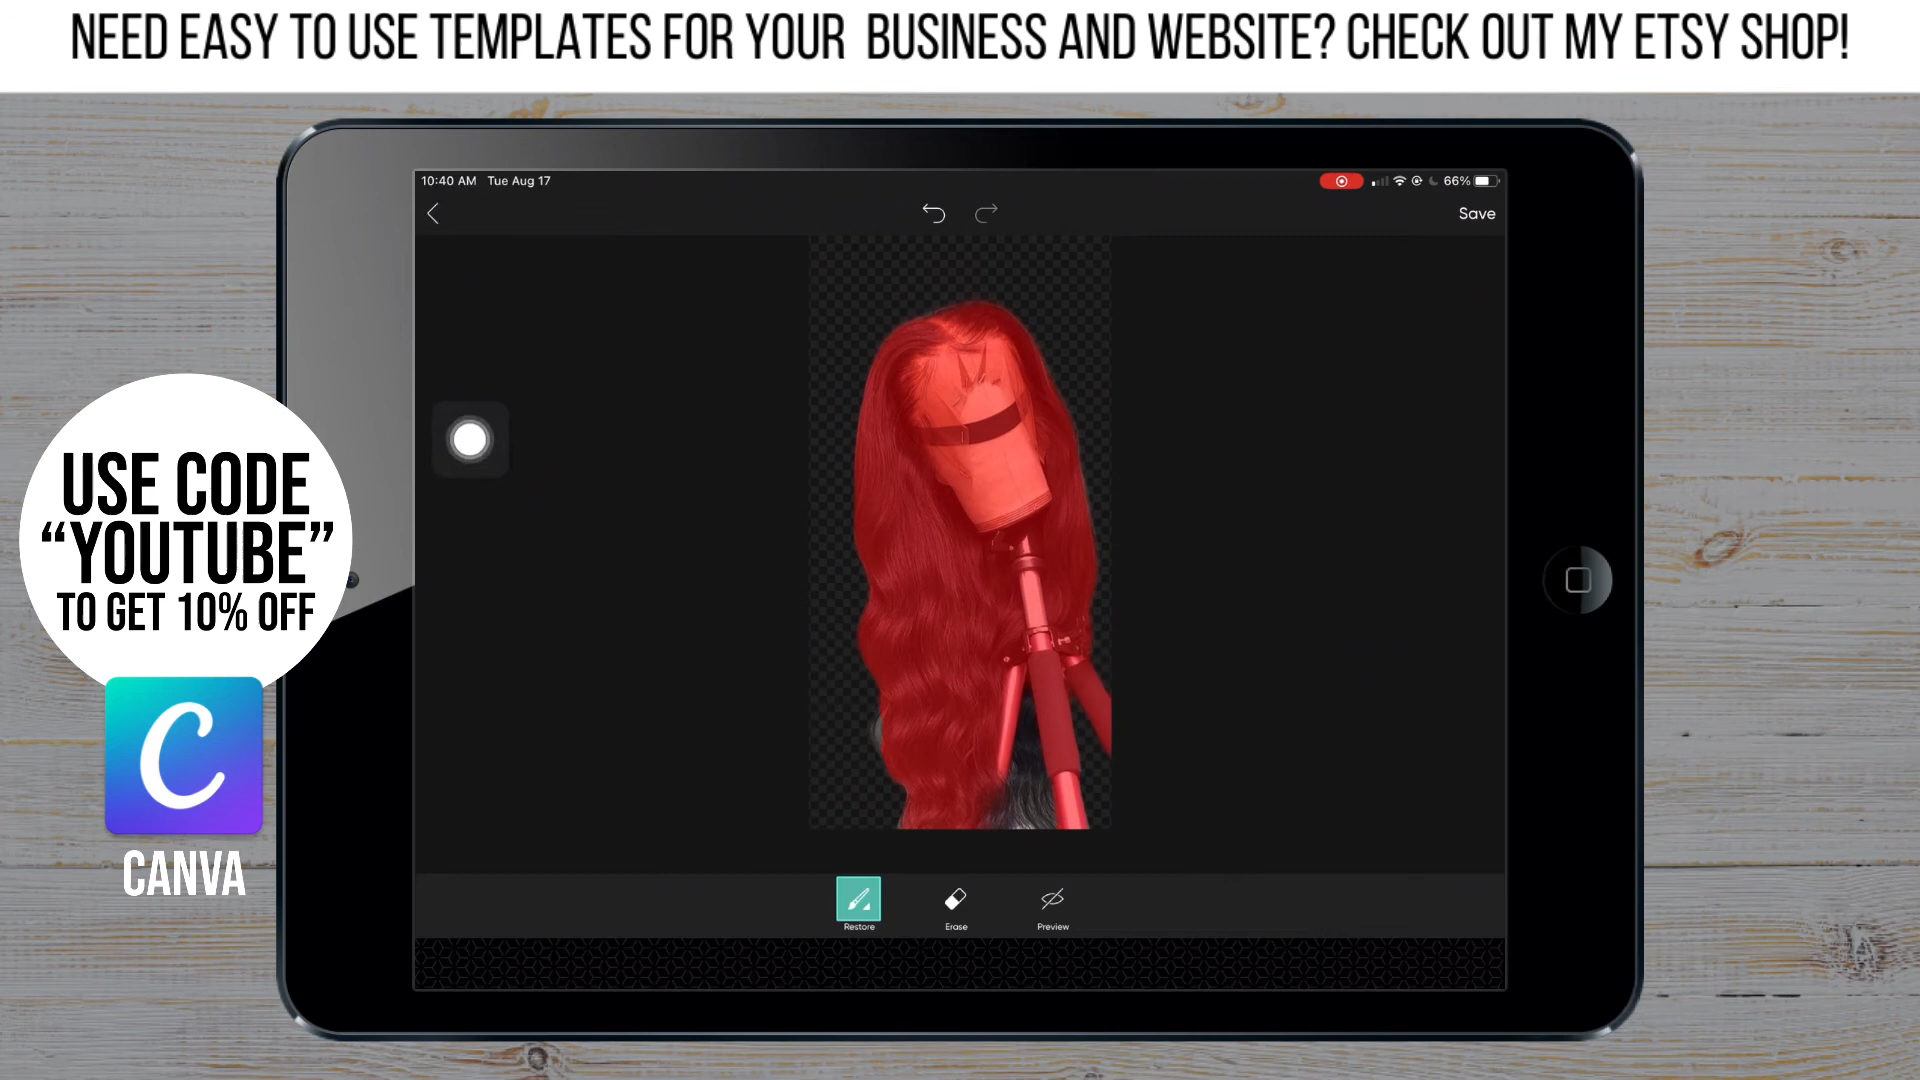 NEED EASY TO USE TEMPLATES FOR YOUR BUSINESS AND WEBSITE? CHECK OUT MY ETSY SHOP!
10:40 AM Tue Aug 17
66%
Save
USE CODE
“YOUTUBE”
TO GET 10% OFF
C
CANVA
Restore
Erase
Preview